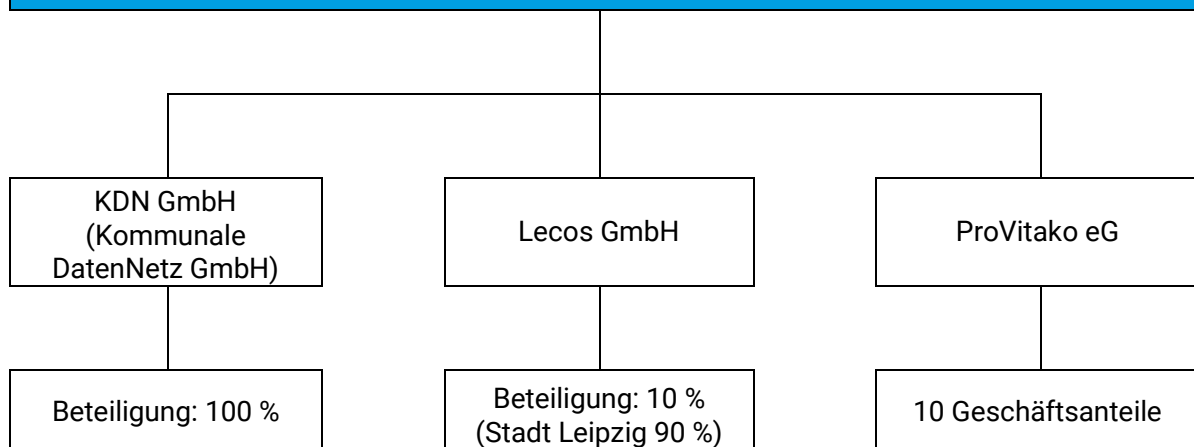 KDN GmbH
(Kommunale
DatenNetz GmbH)
Lecos GmbH
ProVitako eG
Beteiligung: 100 %
Beteiligung: 10 %
(Stadt Leipzig 90 %)
10 Geschäftsanteile